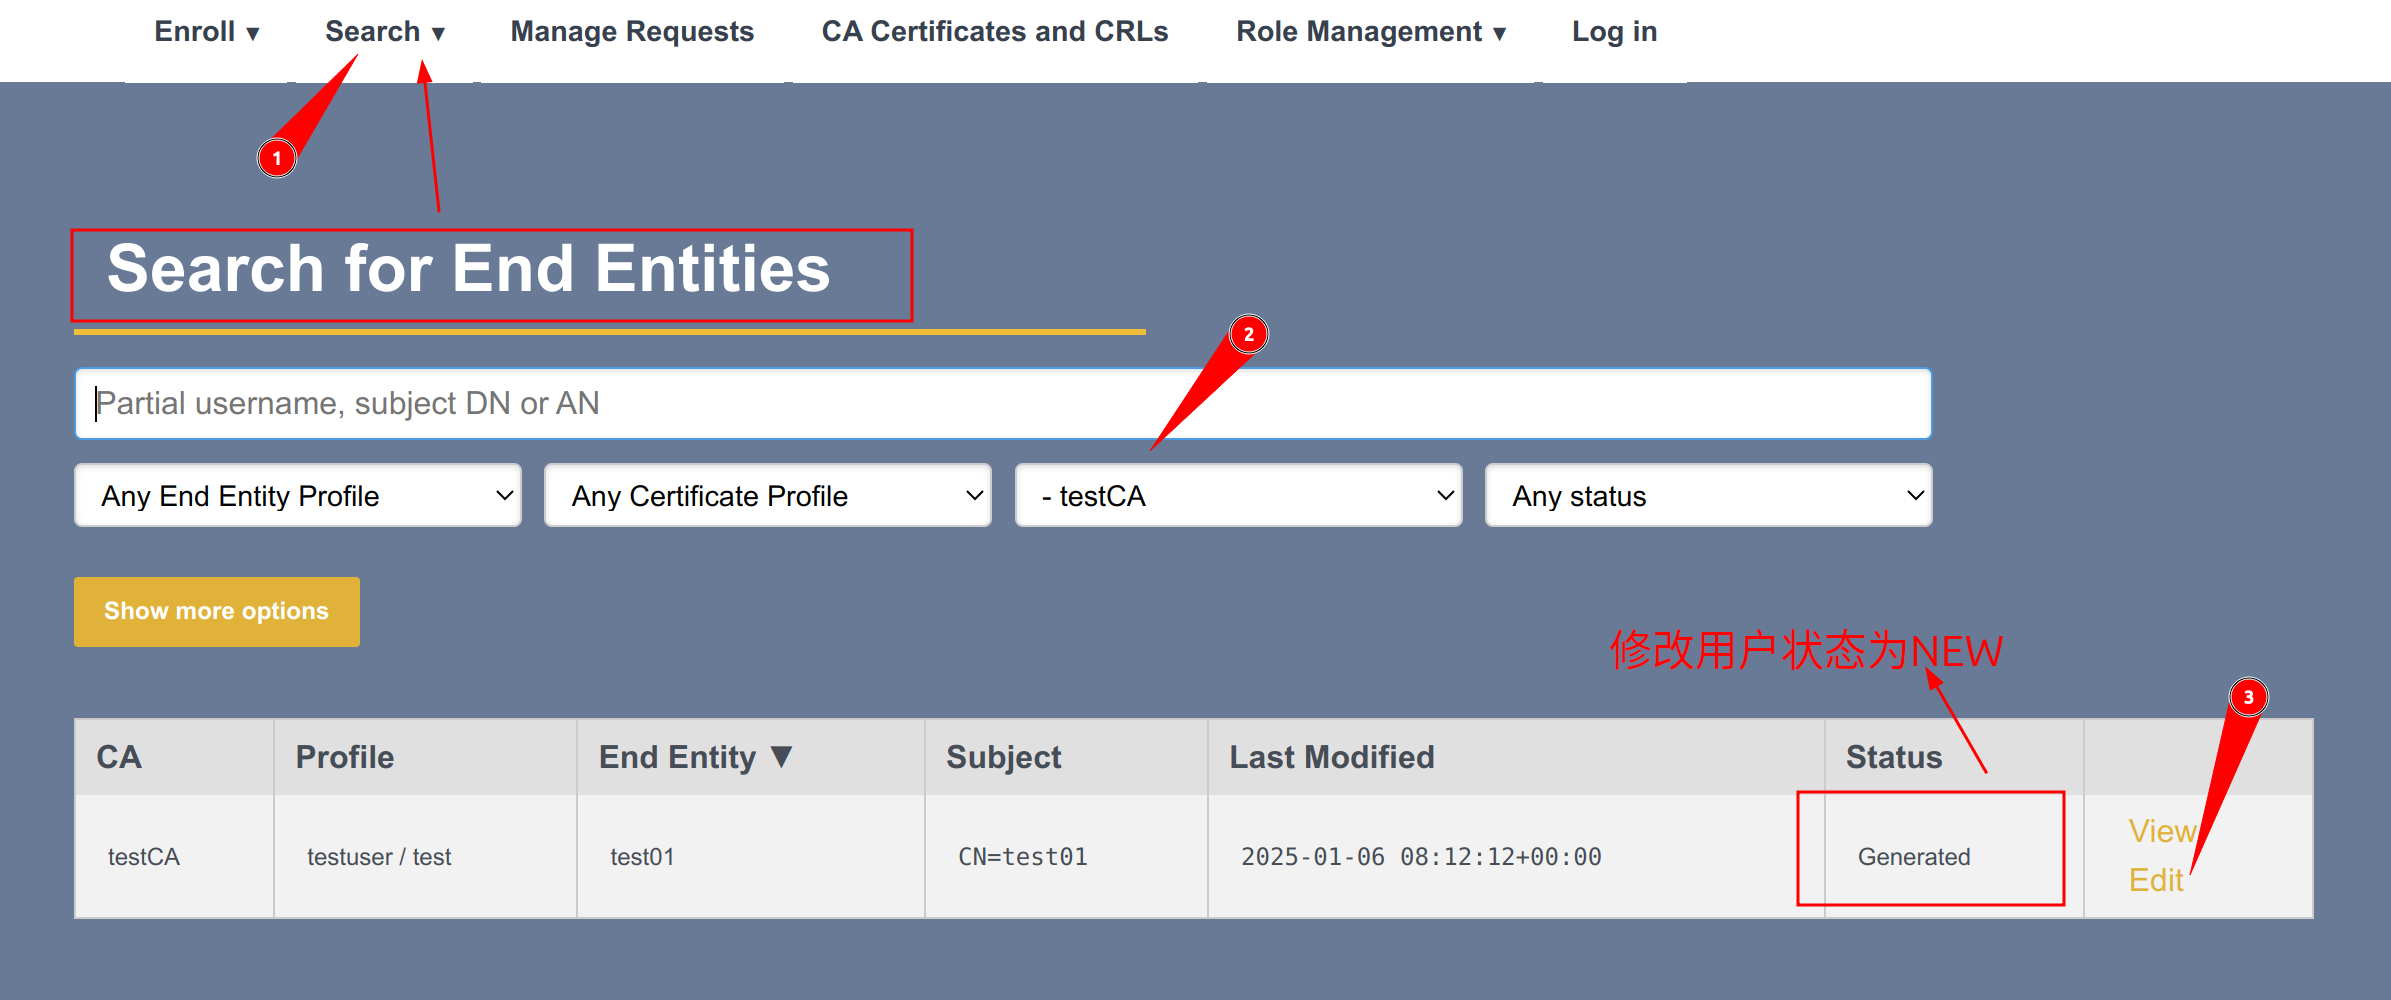 Enroll ▾ Search ▾ Manage Requests CA Certificates and CRLs Role Management ▾ Log in
1
Search for End Entities
2
Partial username, subject DN or AN
Any End Entity Profile Any Certificate Profile - testCA Any status
Show more options
修改用户状态为NEW
3
CA Profile End Entity ▼ Subject Last Modified Status
testCA testuser / test test01 CN=test01 2025-01-06 08:12:12+00:00 Generated View
Edit